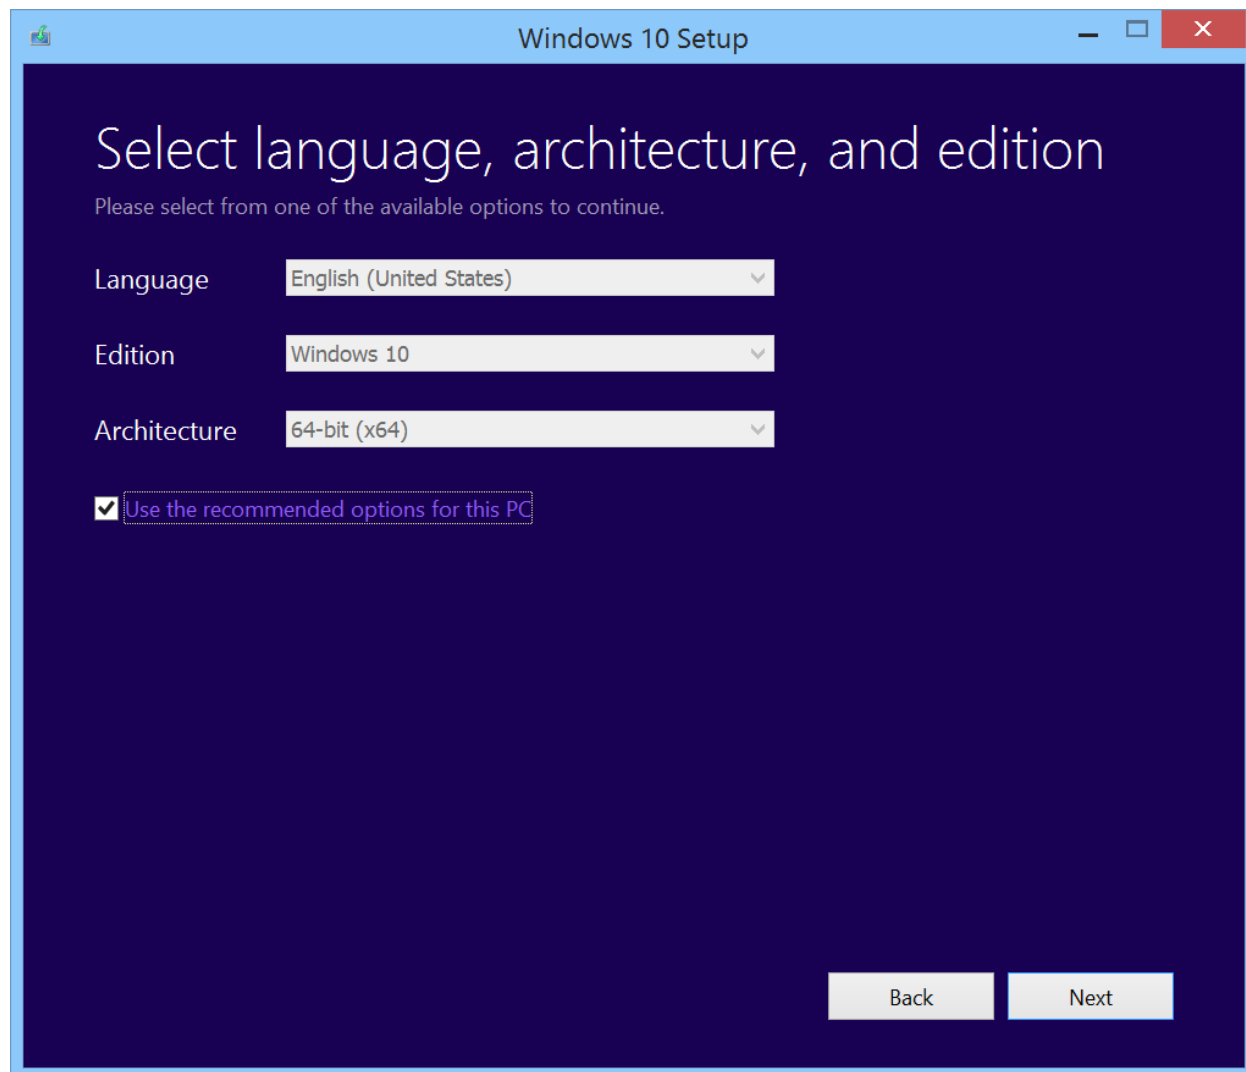 Windows 10 Setup
Select language, architecture, and edition
Please select from one of the available options to continue.
Language English (United States)
Edition Windows 10
Architecture 64-bit (x64)
Use the recommended options for this PC
Back Next